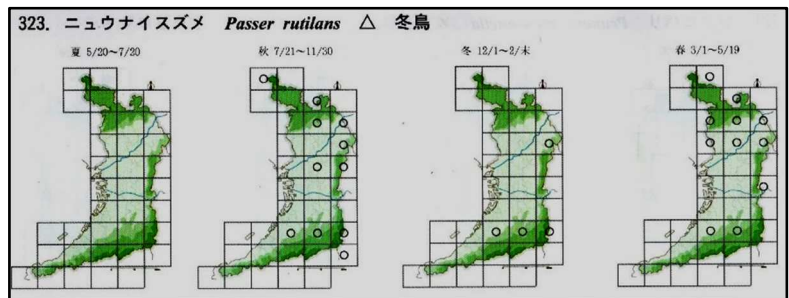 323. ニュウナイスズメ Passer rutilans △ 冬鳥
夏 5/20~7/20
秋 7/21~11/30
冬 12/1~2/末
春 3/1~5/19